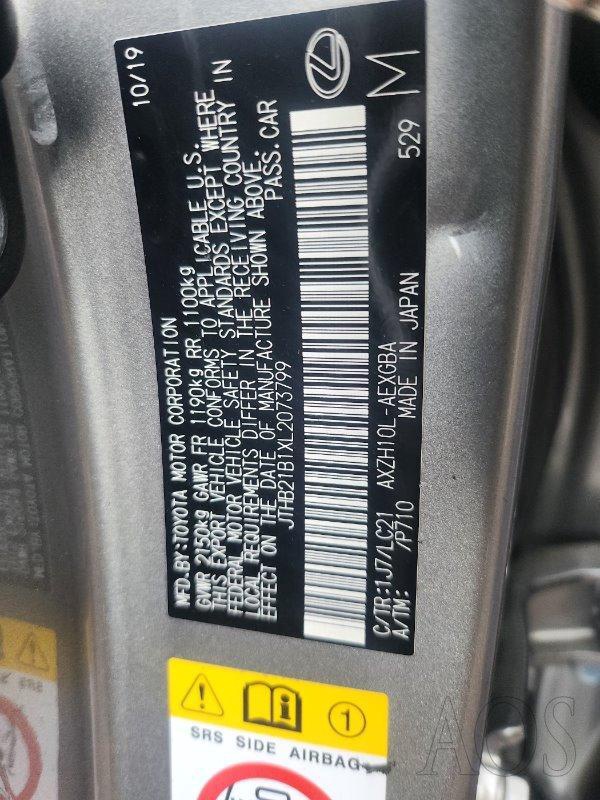 MFD.BY:TOYOTA MOTOR CORPORATION 10/19
GVWR 2150kg GAWR FR 1190kg RR 1100kg
THIS EXPORT VEHICLE CONFORMS TO APPLICABLE U.S.
FEDERAL MOTOR VEHICLE SAFETY STANDARDS EXCEPT WHERE
LOCAL REQUIREMENTS DIFFER IN THE RECEIVING COUNTRY IN
EFFECT ON THE DATE OF MANUFACTURE SHOWN ABOVE.
JTHB21B1XL2073799 PASS.CAR
C/TR:1J7/LC21 AXZH10L-AEXGBA M
A/TM: /P710 MADE IN JAPAN 529
1
SRS SIDE AIRBAG
AOS